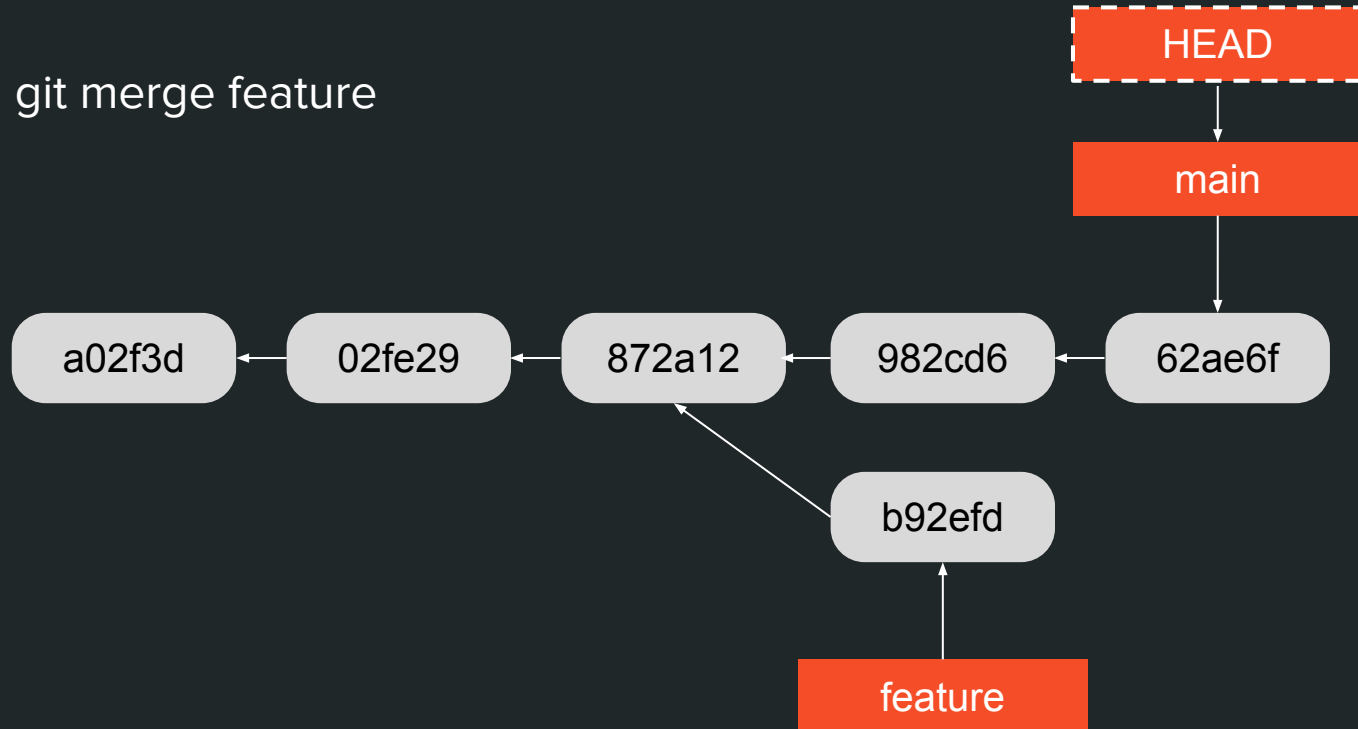 HEAD
git merge feature
main
a02f3d
02fe29
872a12
982cd6
62ae6f
b92efd
feature